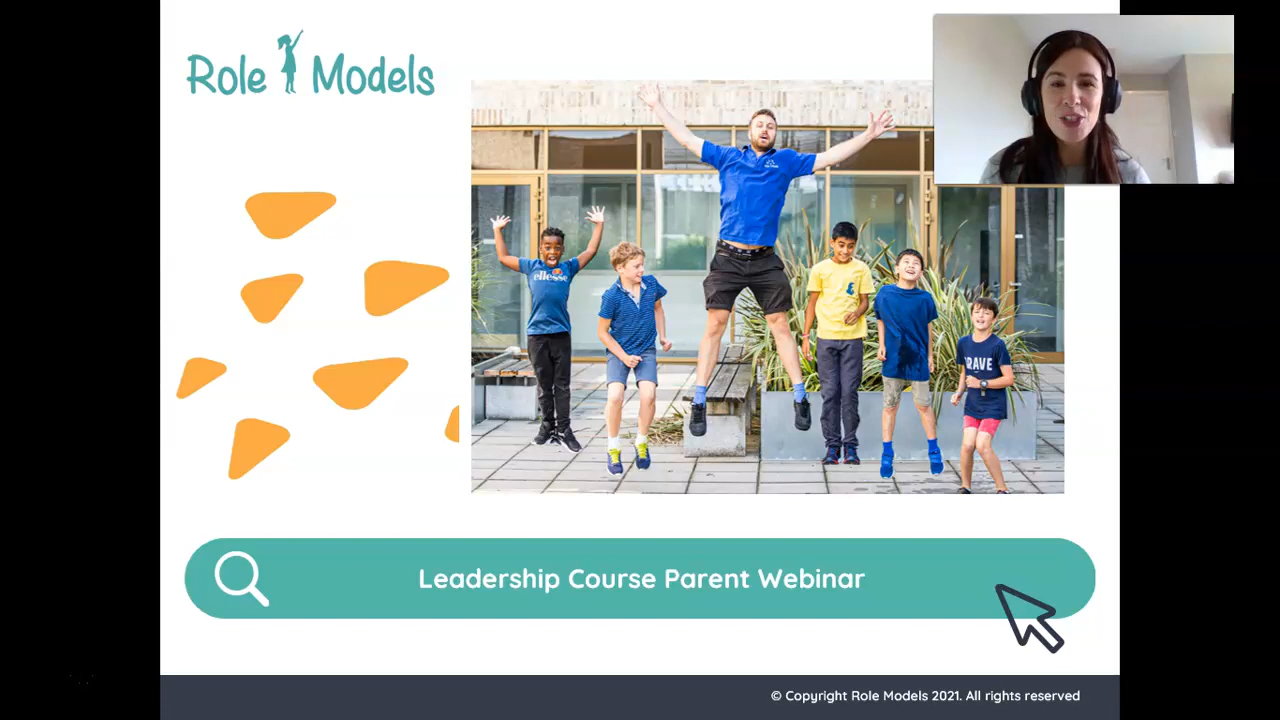 Role Models
ellesse
BRAVE
Leadership Course Parent Webinar
© Copyright Role Models 2021. All rights reserved